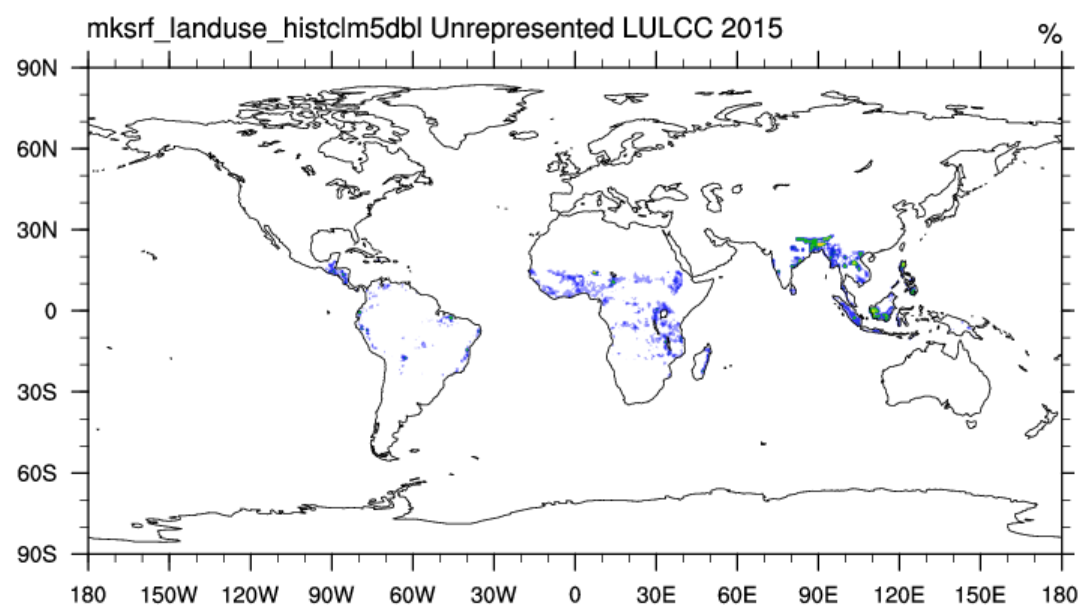 mksrf_landuse_histclm5dbl Unrepresented LULCC 2015 %
90N
60N
30N
0
30S
60S
90S
180 150W 120W 90W 60W 30W 0 30E 60E 90E 120E 150E 180